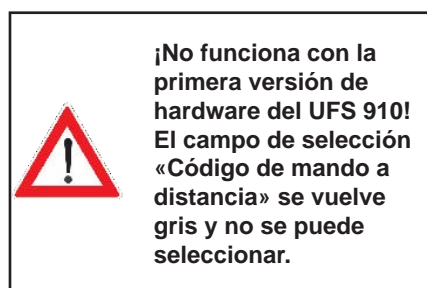 ¡No funciona con la
primera versión de
hardware del UFS 910!
El campo de selección
«Código de mando a
distancia» se vuelve
gris y no se puede
seleccionar.